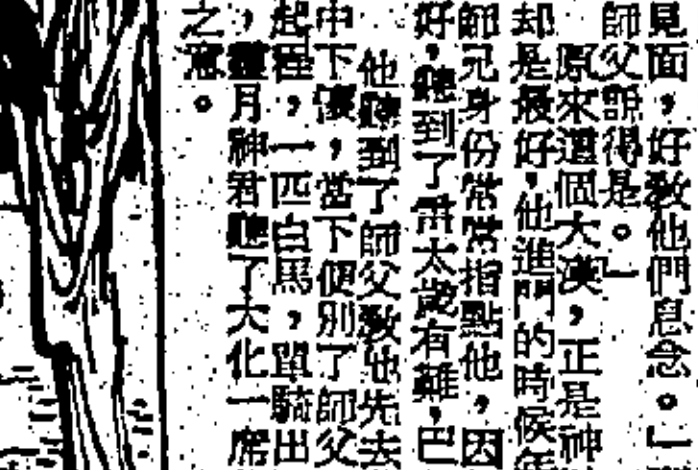 見面，好教他們息念。」
師父說得是。」
原來這個大漢，正是神
却是最好，他進門的時候年
師兄身份常常指點他，因
好，聽到了喪太歲有難，巴
他聽到了師父教他先去
中下懷，當下便別了師父
起程，一匹白馬，單騎出
，靈月神君聽了大化一席
之意。